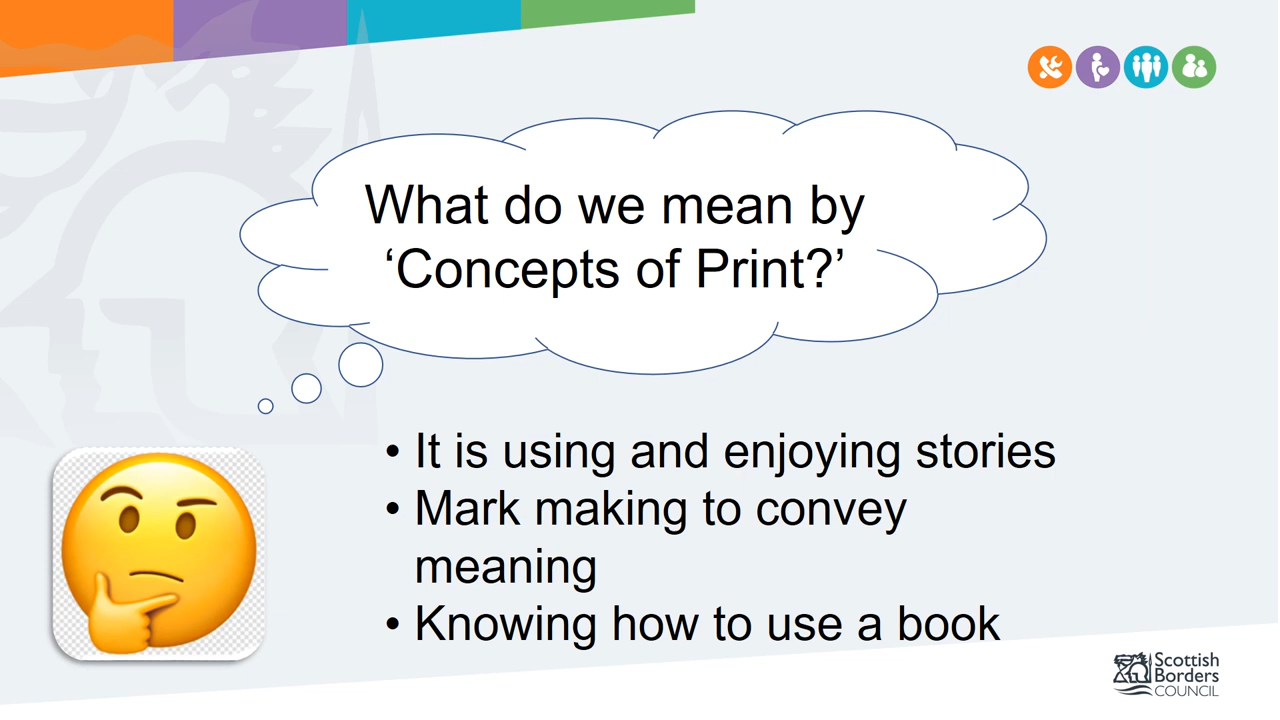 What do we mean by
‘Concepts of Print?’
• It is using and enjoying stories
• Mark making to convey
meaning
• Knowing how to use a book
Scottish
Borders
COUNCIL